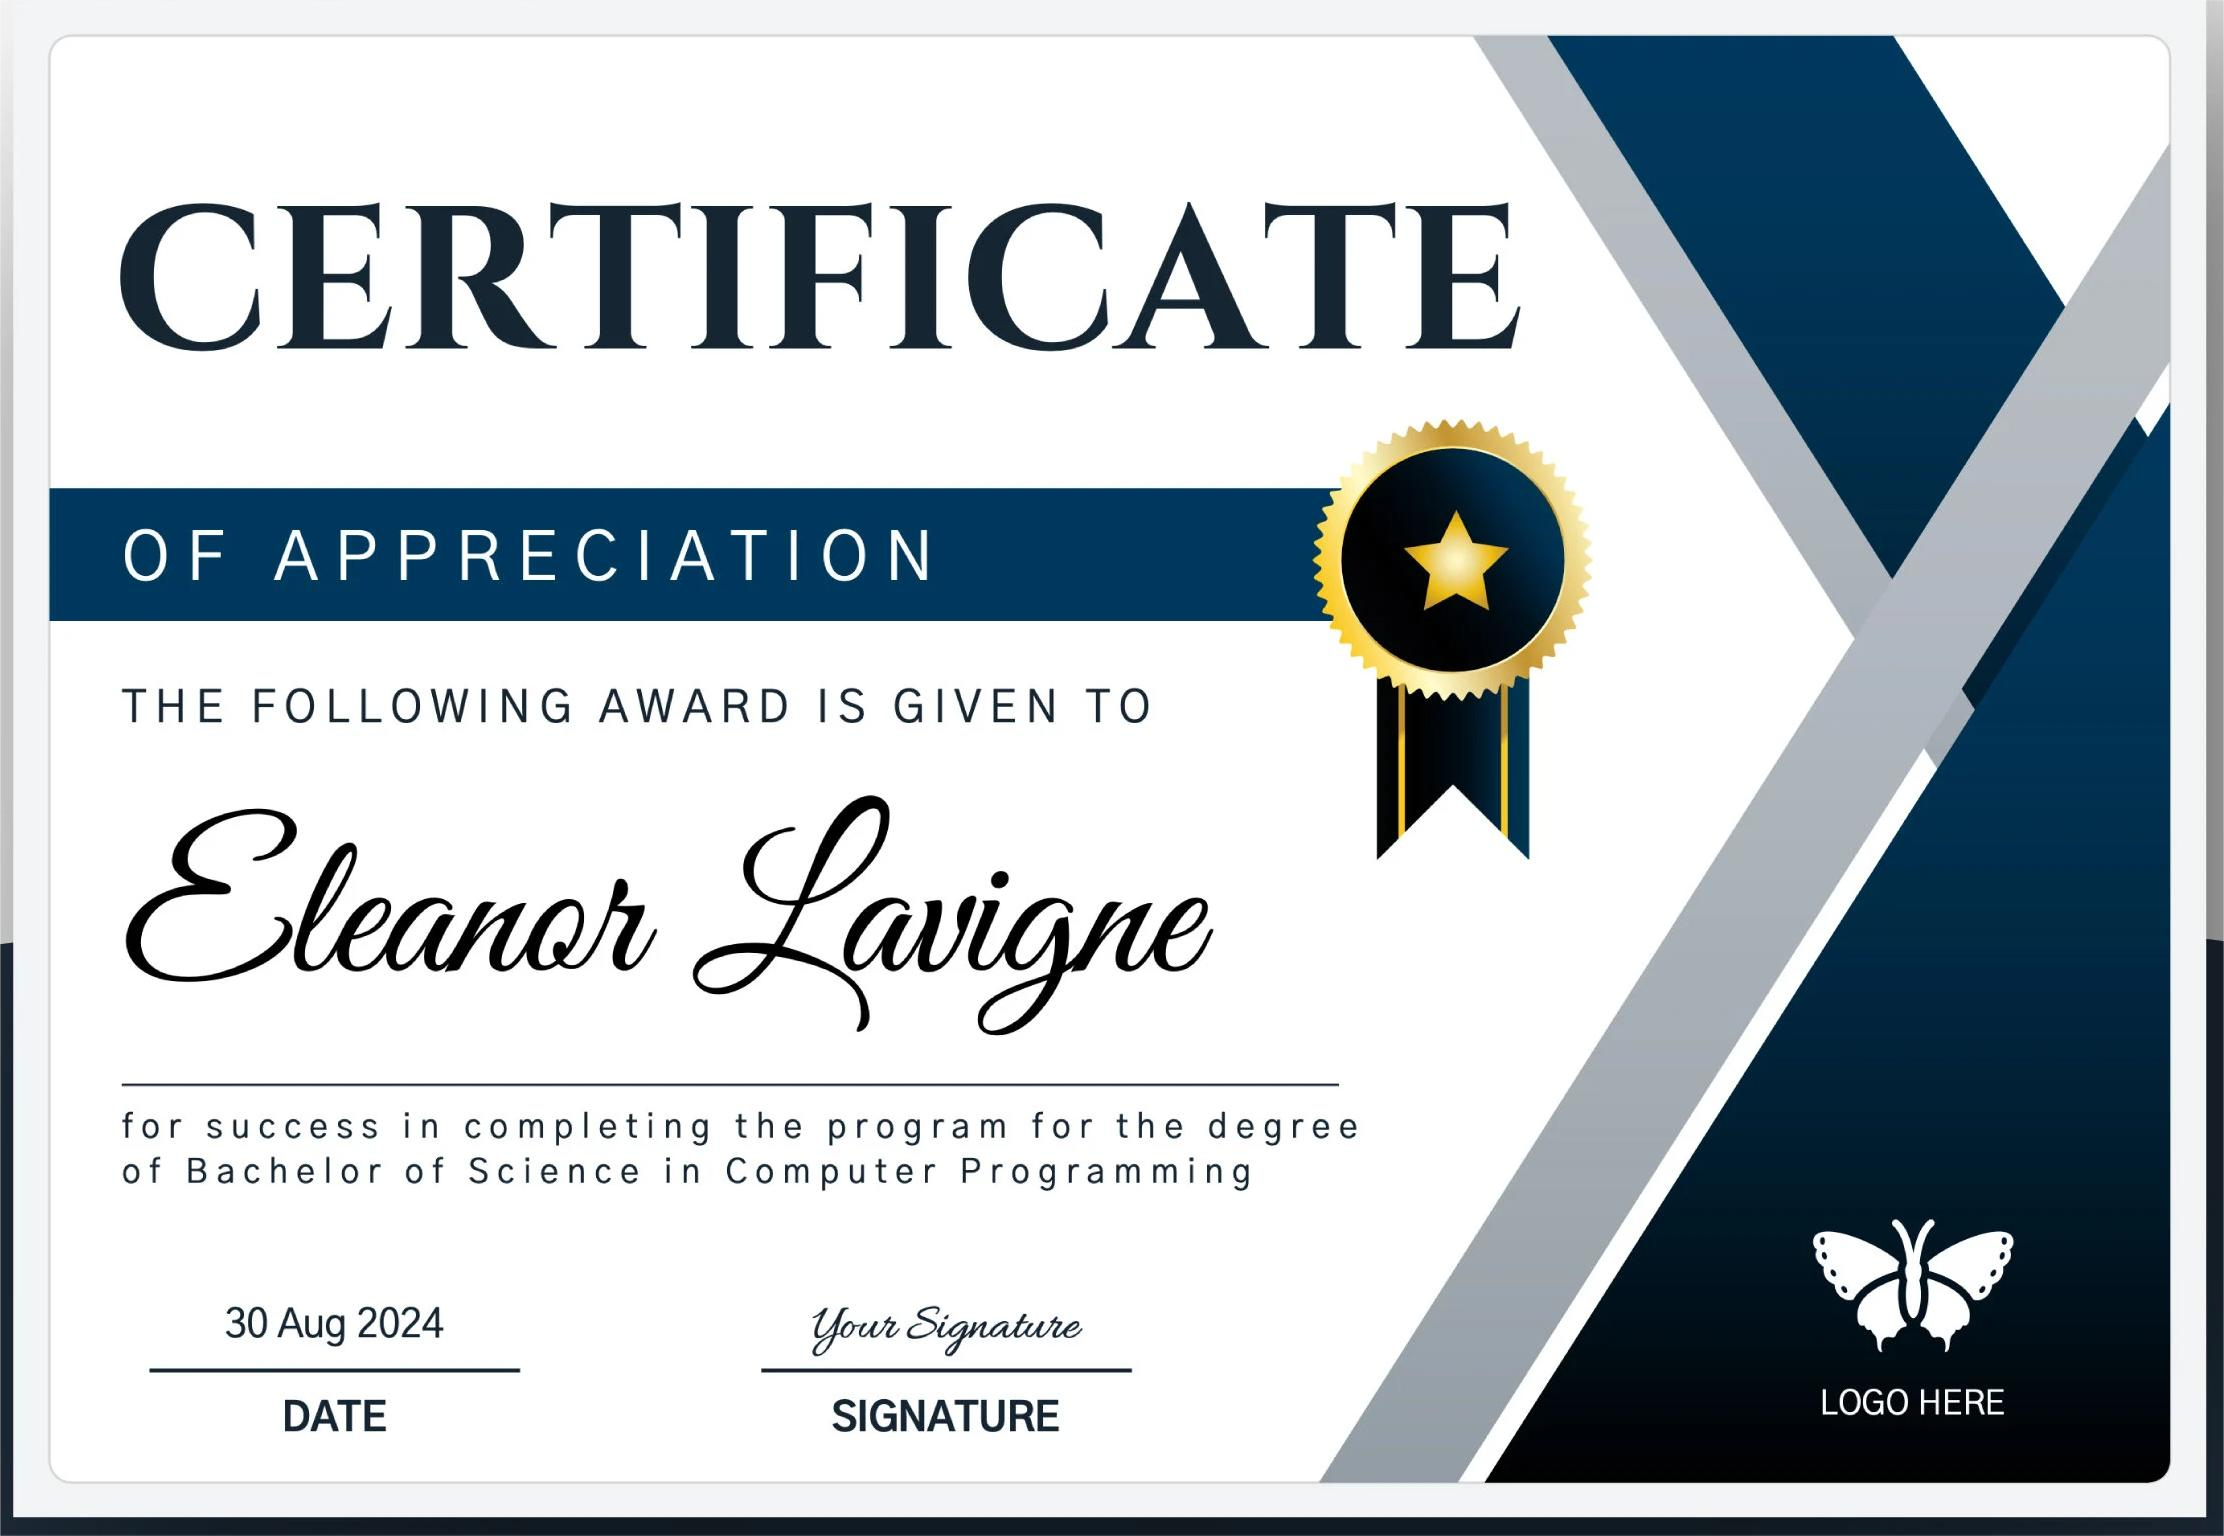 CERTIFICATE
OF APPRECIATION
THE FOLLOWING AWARD IS GIVEN TO
Eleanor Lavigne
for success in completing the program for the degree
of Bachelor of Science in Computer Programming
30 Aug 2024
DATE
Your Signature
SIGNATURE
LOGO HERE